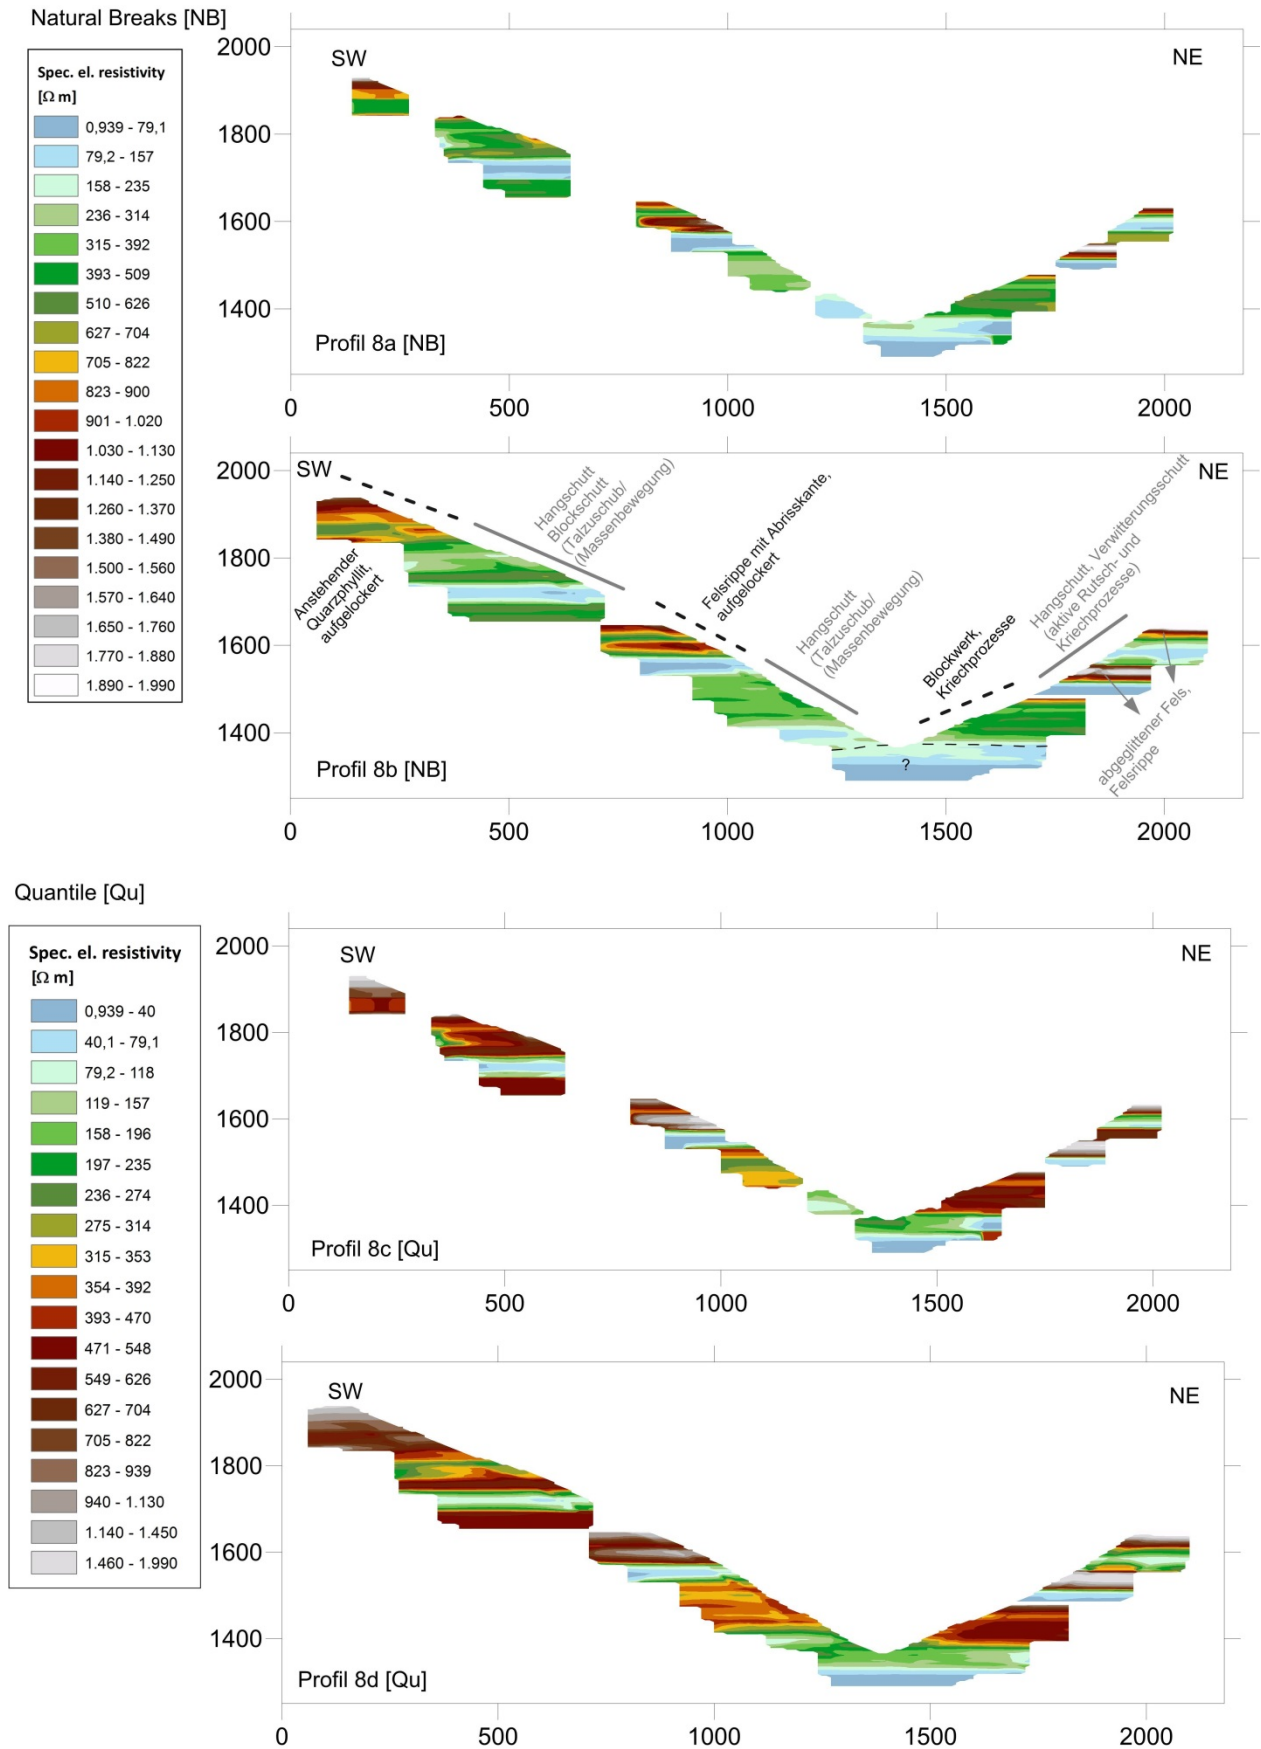 Natural Breaks [NB]
Spec. el. resistivity
[Ω m]
0,939 - 79,1
79,2 - 157
158 - 235
236 - 314
315 - 392
393 - 509
510 - 626
627 - 704
705 - 822
823 - 900
901 - 1.020
1.030 - 1.130
1.140 - 1.250
1.260 - 1.370
1.380 - 1.490
1.500 - 1.560
1.570 - 1.640
1.650 - 1.760
1.770 - 1.880
1.890 - 1.990
2000
1800
1600
1400
SW
NE
Profil 8a [NB]
0
500
1000
1500
2000
2000
1800
1600
1400
SW
NE
Anstehender
Quarzphyllit,
aufgelockert
Hangschutt
Blockschutt
(Talzuschub/
(Massenbewegung)
Felsrippe mit Abrisskante,
aufgelockert
Hangschutt
(Talzuschub/
(Massenbewegung)
Blockwerk,
Kriechprozesse
Hangschutt, Verwitterungsschutt
(aktive Rutsch- und
Kriechprozesse)
abgeglittener Fels,
Felsrippe
?
Profil 8b [NB]
0
500
1000
1500
2000
Quantile [Qu]
Spec. el. resistivity
[Ω m]
0,939 - 40
40,1 - 79,1
79,2 - 118
119 - 157
158 - 196
197 - 235
236 - 274
275 - 314
315 - 353
354 - 392
393 - 470
471 - 548
549 - 626
627 - 704
705 - 822
823 - 939
940 - 1.130
1.140 - 1.450
1.460 - 1.990
2000
1800
1600
1400
SW
NE
Profil 8c [Qu]
0
500
1000
1500
2000
2000
1800
1600
1400
SW
NE
Profil 8d [Qu]
0
500
1000
1500
2000